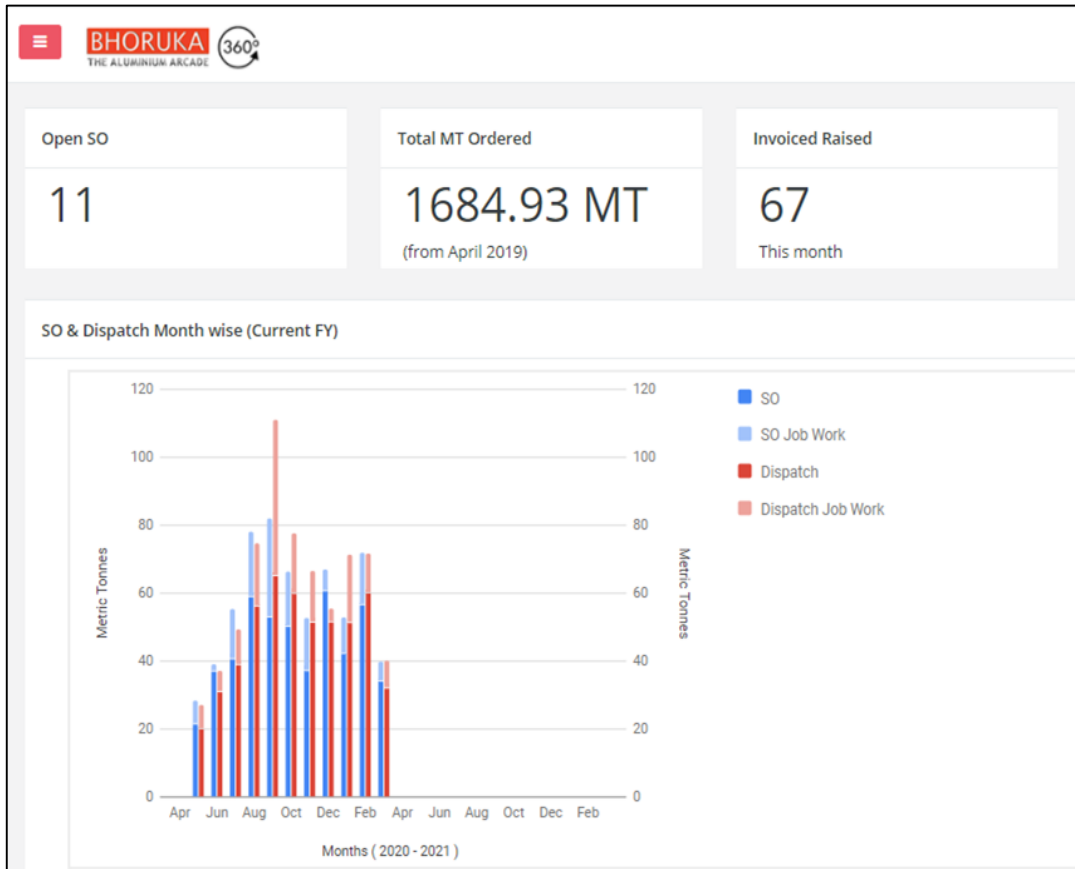 BHORUKA
THE ALUMINIUM ARCADE
360°
Open SO
11
Total MT Ordered
1684.93 MT
(from April 2019)
Invoiced Raised
67
This month
SO & Dispatch Month wise (Current FY)
Metric Tonnes
120
100
80
60
40
20
0
120
100
80
60
40
20
0
Metric Tonnes
Apr Jun Aug Oct Dec Feb Apr Jun Aug Oct Dec Feb
Months ( 2020 - 2021 )
SO
SO Job Work
Dispatch
Dispatch Job Work